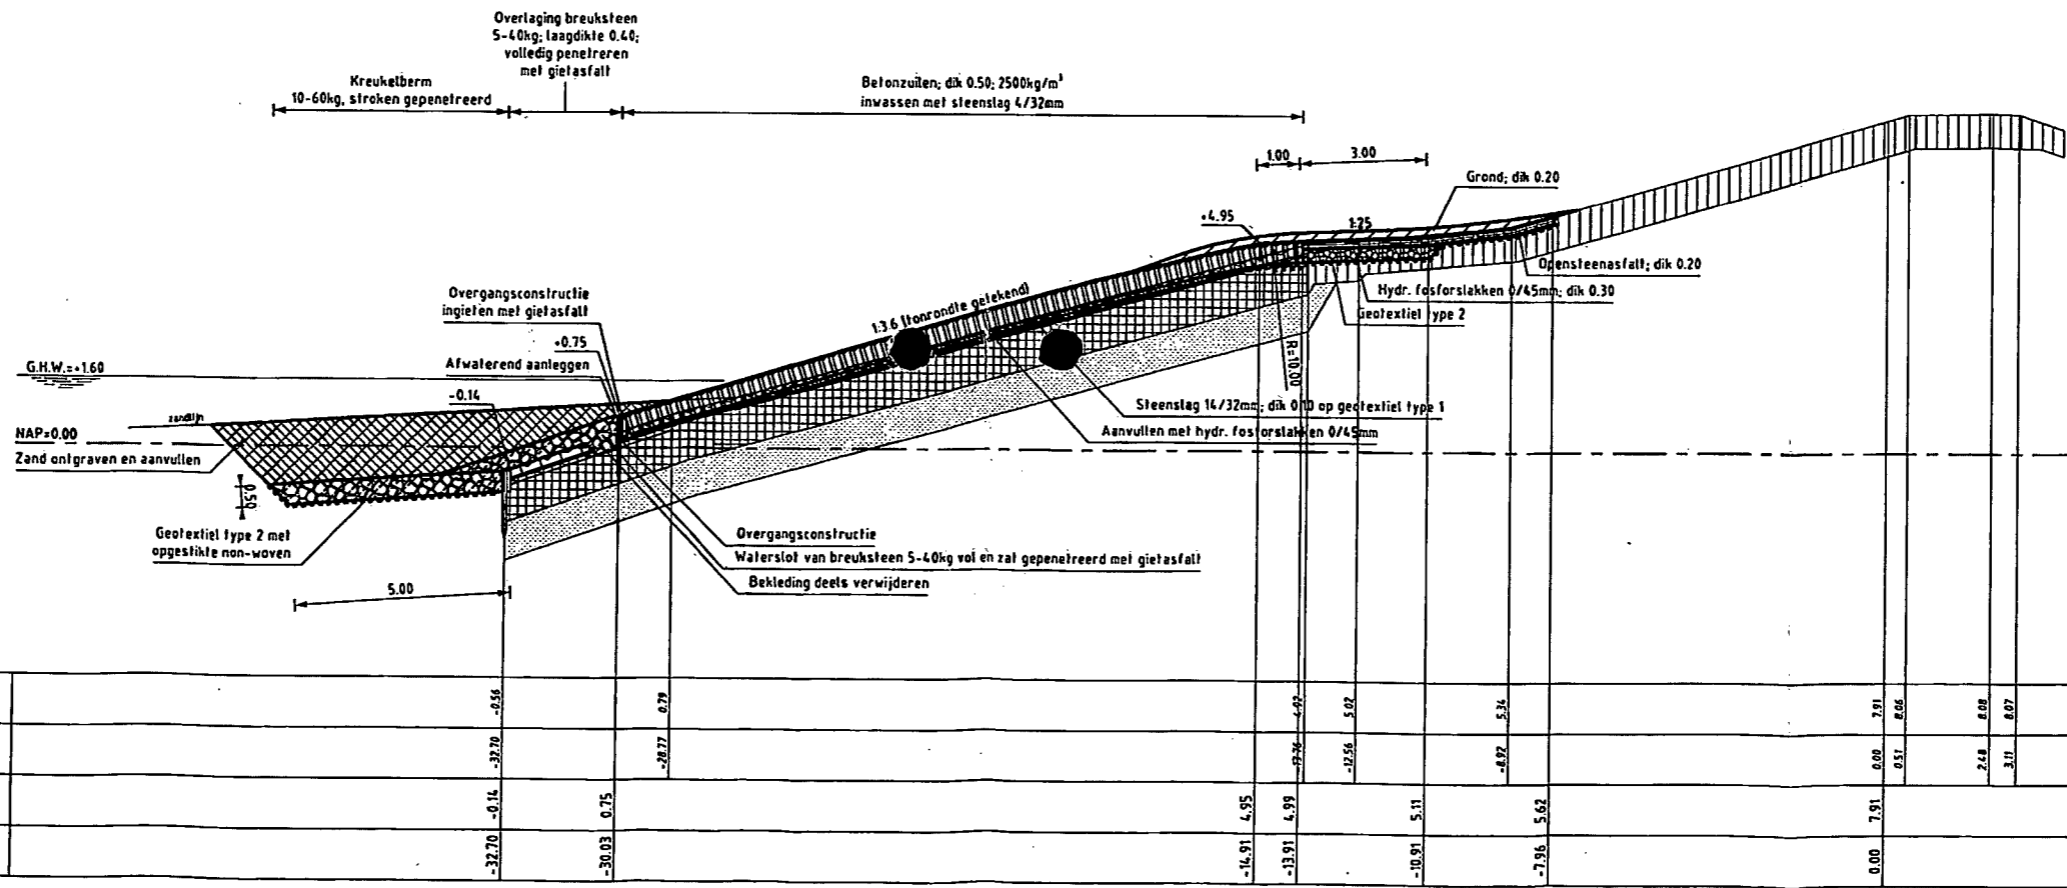 Overlaging breuksteen
5-40kg; laagdikte 0.40;
volledig penetreren
met gietasfalt
Kreukelberm
10-60kg, stroken gepenetreerd
Betonzuilen; dik 0.50; 2500kg/m³
inwassen met steenslag 4/32mm
1.00
3.00
Grond; dik 0.20
+4.95
1:25
Opensteenasfalt; dik 0.20
Hydr. fosforslakken 0/45mm; dik 0.30
Geotextiel type 2
1:3.6 (tonrondte getekend)
R=10.00
Overgangsconstructie
ingieten met gietasfalt
+0.75
Afwaterend aanleggen
-0.14
G.H.W.=+1.60
zandlijn
NAP=0.00
Zand ontgraven en aanvullen
0.50
Steenslag 14/32mm; dik 0.10 op geotextiel type 1
Aanvullen met hydr. fosforslakken 0/45mm
Geotextiel type 2 met
opgestikte non-woven
Overgangsconstructie
Waterslot van breuksteen 5-40kg vol en zat gepenetreerd met gietasfalt
Bekleding deels verwijderen
5.00
-0.56 0.79 4.97 5.02 5.34 7.91 8.06 8.08 8.07
-32.70 -28.77 -13.76 -12.56 -8.92 0.00 0.51 2.48 3.11
-0.14 0.75 4.95 4.99 5.11 5.62 7.91
-32.70 -30.03 -14.91 -13.91 -10.91 -7.96 0.00